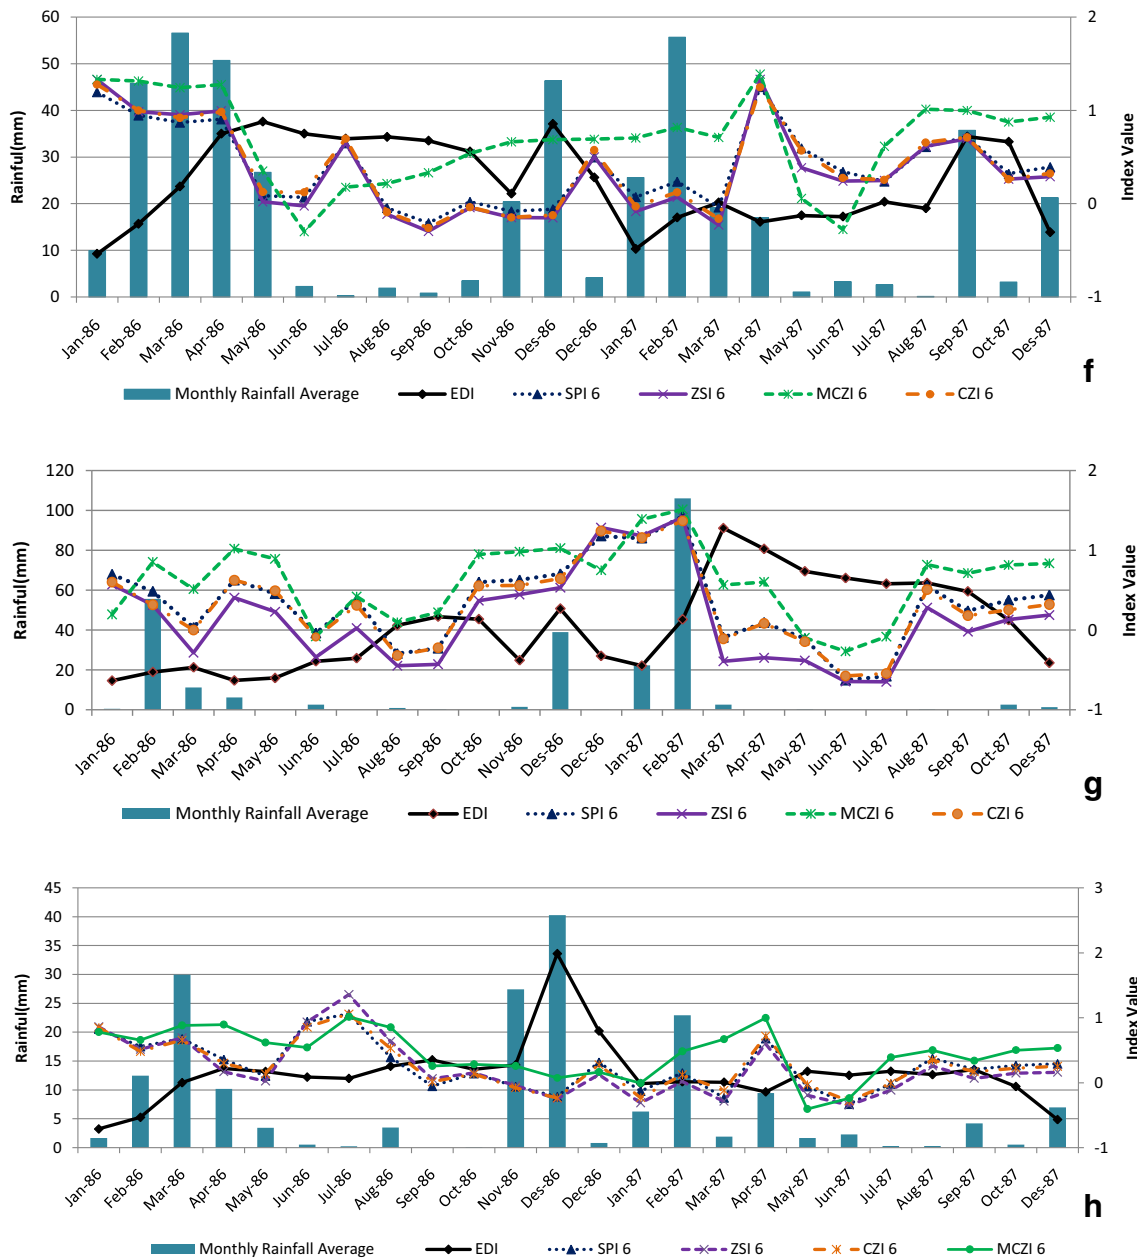 60
50
40
30
20
10
0
Rainful(mm)
2
1
0
-1
Index Value
Jan-86 Feb-86 Mar-86 Apr-86 May-86 Jun-86 Jul-86 Aug-86 Sep-86 Oct-86 Nov-86 Des-86 Dec-86 Jan-87 Feb-87 Mar-87 Apr-87 May-87 Jun-87 Jul-87 Aug-87 Sep-87 Oct-87 Des-87
f
Monthly Rainfall Average EDI SPI 6 ZSI 6 MCZI 6 CZI 6
120
100
80
60
40
20
0
Rainful(mm)
2
1
0
-1
Index Value
Jan-86 Feb-86 Mar-86 Apr-86 May-86 Jun-86 Jul-86 Aug-86 Sep-86 Oct-86 Nov-86 Des-86 Dec-86 Jan-87 Feb-87 Mar-87 Apr-87 May-87 Jun-87 Jul-87 Aug-87 Sep-87 Oct-87 Des-87
g
Monthly Rainfall Average EDI SPI 6 ZSI 6 MCZI 6 CZI 6
45
40
35
30
25
20
15
10
5
0
Rainful(mm)
3
2
1
0
-1
Index Value
Jan-86 Feb-86 Mar-86 Apr-86 May-86 Jun-86 Jul-86 Aug-86 Sep-86 Oct-86 Nov-86 Des-86 Dec-86 Jan-87 Feb-87 Mar-87 Apr-87 May-87 Jun-87 Jul-87 Aug-87 Sep-87 Oct-87 Des-87
h
Monthly Rainfall Average EDI SPI 6 ZSI 6 CZI 6 MCZI 6